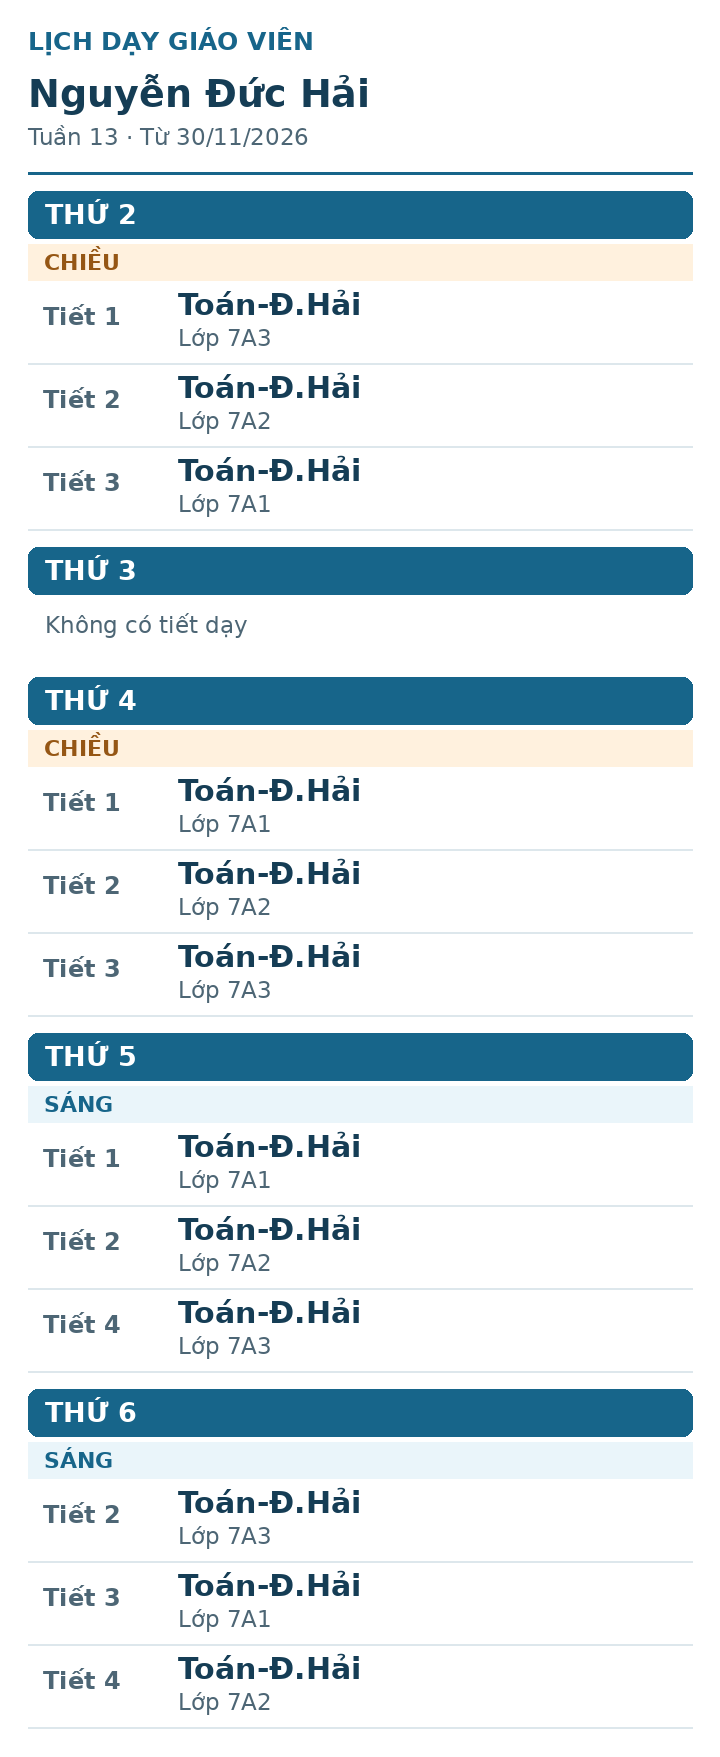 LỊCH DẠY GIÁO VIÊN
Nguyễn Đức Hải
Tuần 13 · Từ 30/11/2026
THỨ 2
CHIỀU
Tiết 1 Toán-Đ.Hải
Lớp 7A3
Tiết 2 Toán-Đ.Hải
Lớp 7A2
Tiết 3 Toán-Đ.Hải
Lớp 7A1
THỨ 3
Không có tiết dạy
THỨ 4
CHIỀU
Tiết 1 Toán-Đ.Hải
Lớp 7A1
Tiết 2 Toán-Đ.Hải
Lớp 7A2
Tiết 3 Toán-Đ.Hải
Lớp 7A3
THỨ 5
SÁNG
Tiết 1 Toán-Đ.Hải
Lớp 7A1
Tiết 2 Toán-Đ.Hải
Lớp 7A2
Tiết 4 Toán-Đ.Hải
Lớp 7A3
THỨ 6
SÁNG
Tiết 2 Toán-Đ.Hải
Lớp 7A3
Tiết 3 Toán-Đ.Hải
Lớp 7A1
Tiết 4 Toán-Đ.Hải
Lớp 7A2